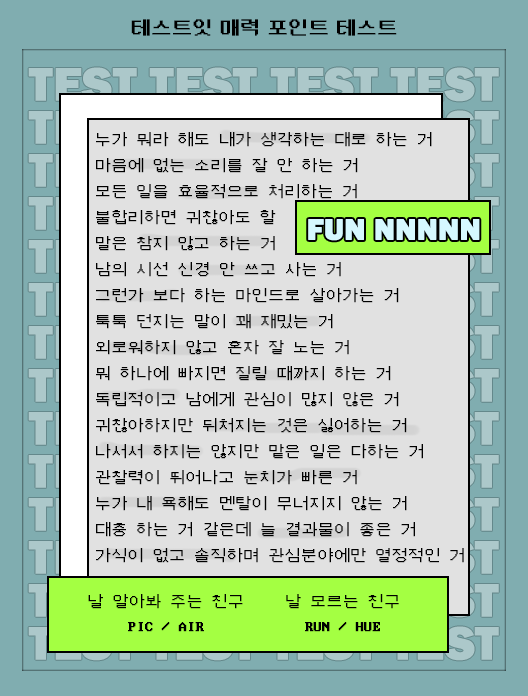 테스트잇 매력 포인트 테스트
TEST TEST TEST TEST
누가 뭐라 해도 내가 생각하는 대로 하는 거
마음에 없는 소리를 잘 안 하는 거
모든 일을 효율적으로 처리하는 거
불합리하면 귀찮아도 할
FUN NNNNN
말은 참지 않고 하는 거
남의 시선 신경 안 쓰고 사는 거
그런가 보다 하는 마인드로 살아가는 거
툭툭 던지는 말이 꽤 재밌는 거
외로워하지 않고 혼자 잘 노는 거
뭐 하나에 빠지면 질릴 때까지 하는 거
독립적이고 남에게 관심이 많지 않은 거
귀찮아하지만 뒤처지는 것은 싫어하는 거
나서서 하지는 않지만 맡은 일은 다하는 거
관찰력이 뛰어나고 눈치가 빠른 거
누가 내 욕해도 멘탈이 무너지지 않는 거
대충 하는 거 같은데 늘 결과물이 좋은 거
가식이 없고 솔직하며 관심분야에만 열정적인 거
날 알아봐 주는 친구
날 모르는 친구
PIC / AIR
RUN / HUE